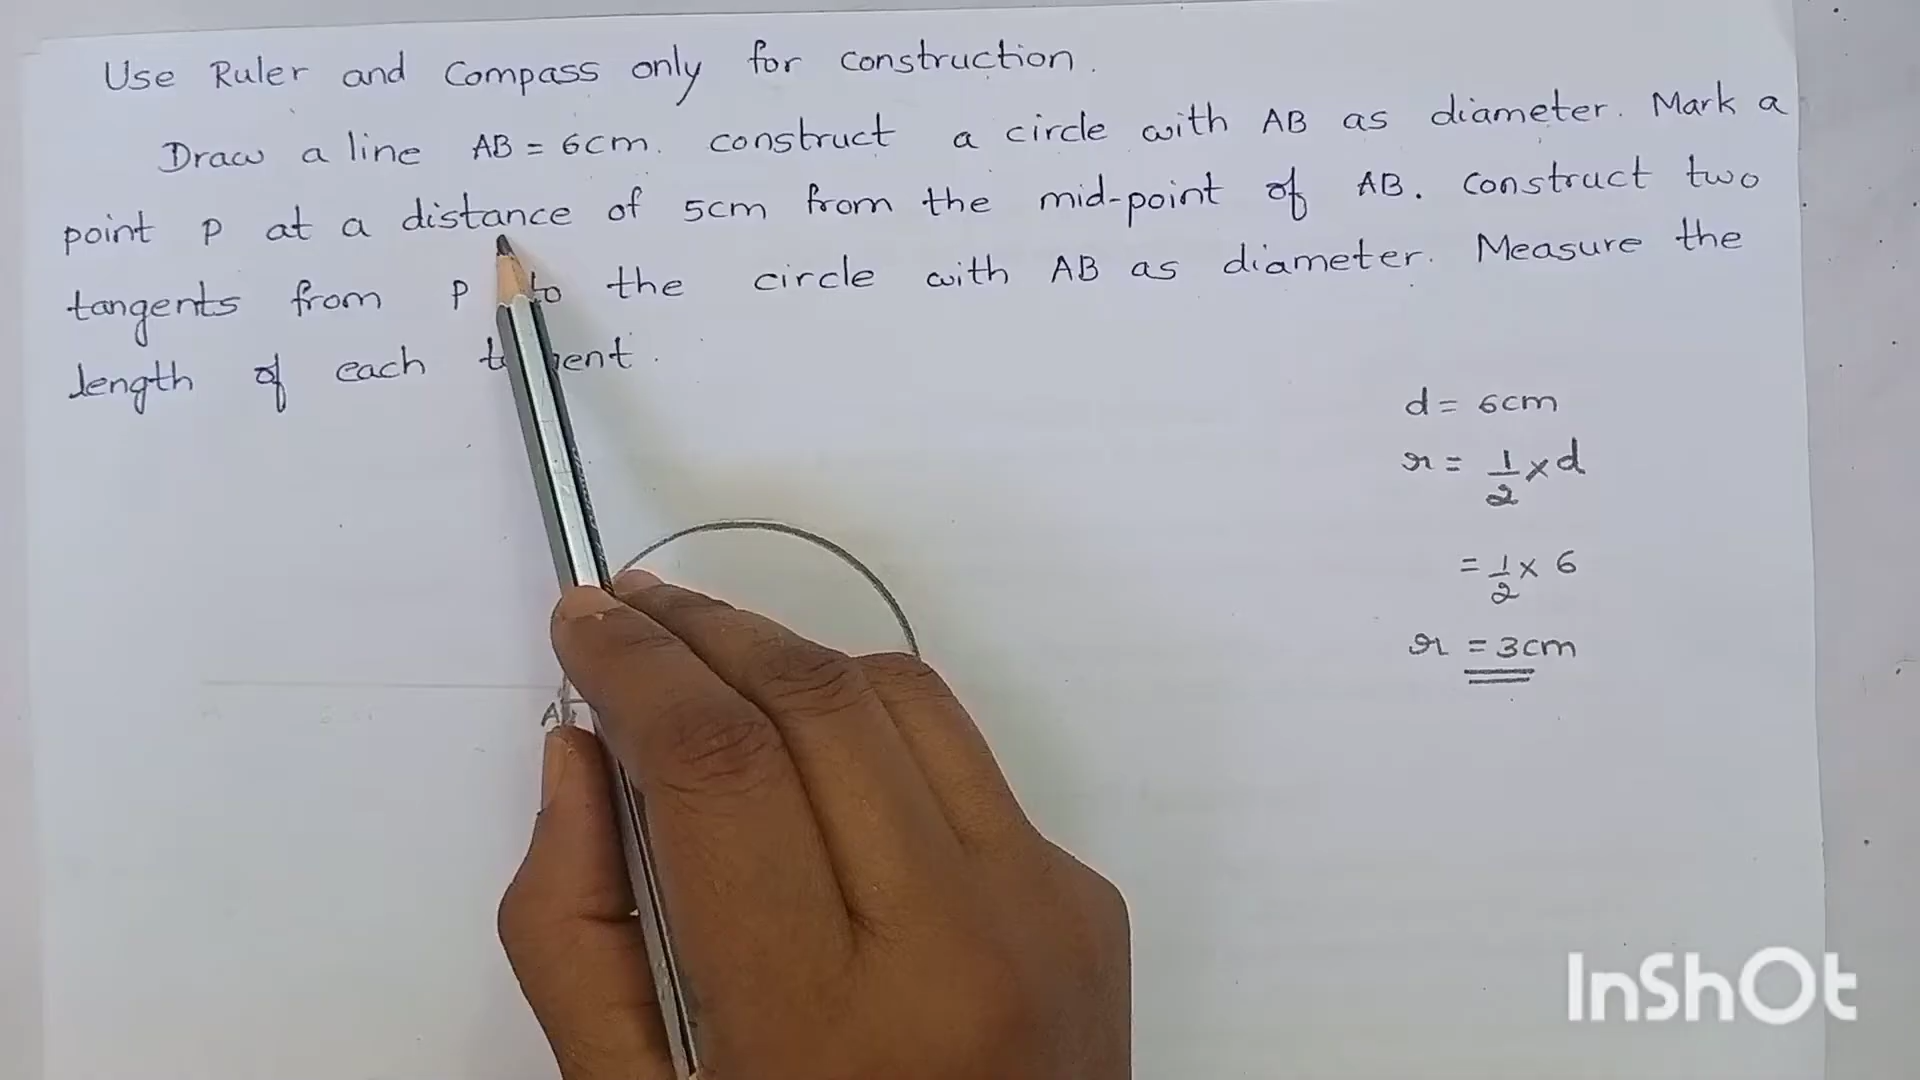 Use Ruler and Compass only for construction.
Draw a line AB = 6cm. construct a circle with AB as diameter. Mark a
point P at a distance of 5cm from the mid-point of AB. construct two
tangents from P to the circle with AB as diameter. Measure the
length of each ent.
d = 6cm
r = 1/2 x d
= 1/2 x 6
r = 3cm
A
InShOt